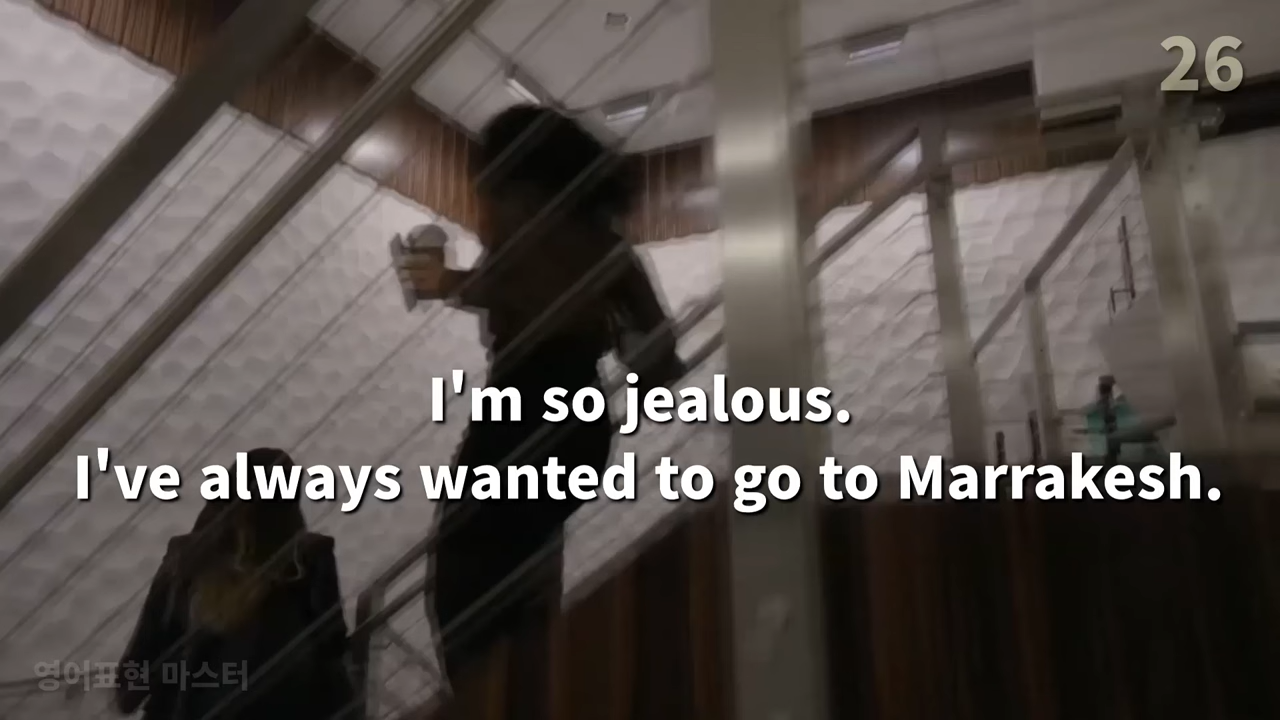 26
I'm so jealous.
I've always wanted to go to Marrakesh.
영어표현 마스터